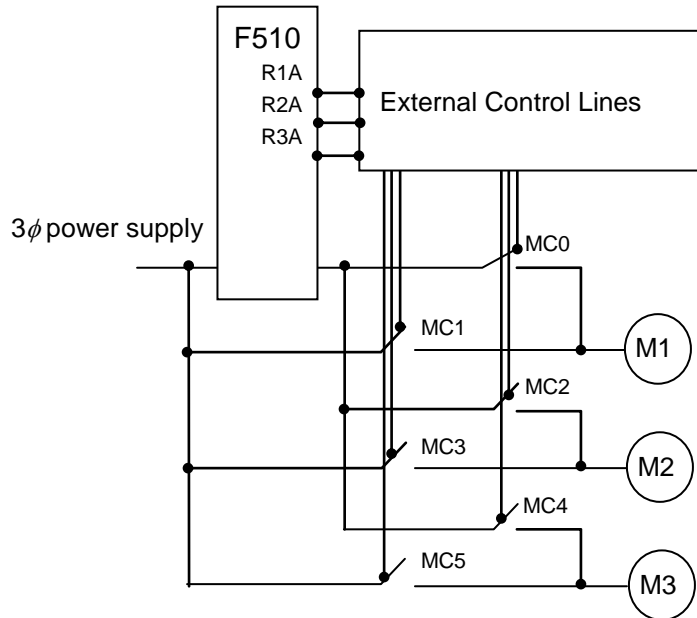 F510
R1A
R2A
R3A
External Control Lines
3ϕ power supply
MC0
MC1
M1
MC2
MC3
M2
MC4
MC5
M3